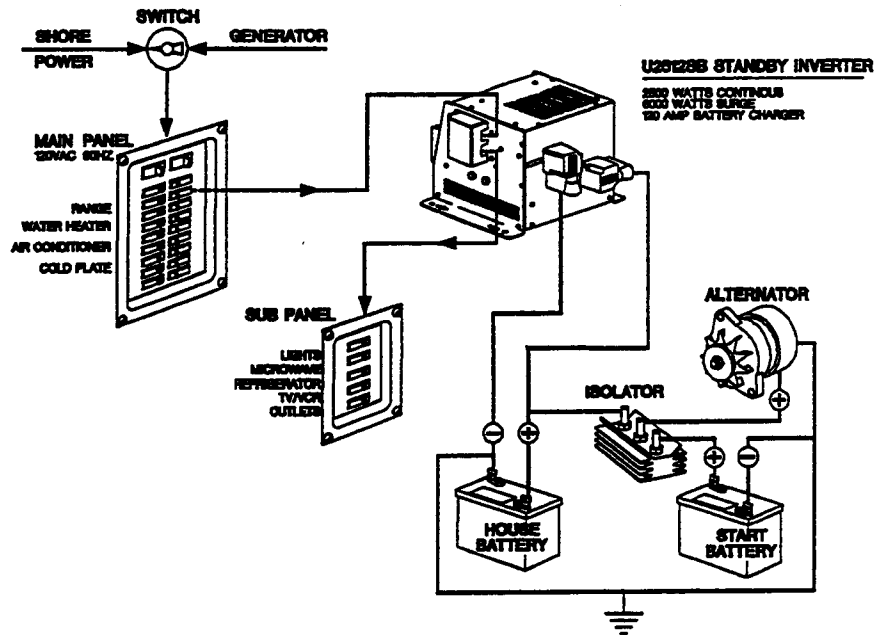 SWITCH
SHORE
POWER
GENERATOR
U2512SB STANDBY INVERTER
2500 WATTS CONTINOUS
6000 WATTS SURGE
120 AMP BATTERY CHARGER
MAIN PANEL
120VAC 60HZ
RANGE
WATER HEATER
AIR CONDITIONER
COLD PLATE
SUB PANEL
LIGHTS
MICROWAVE
REFRIGERATOR
TV/VCR
OUTLETS
ALTERNATOR
ISOLATOR
HOUSE
BATTERY
START
BATTERY